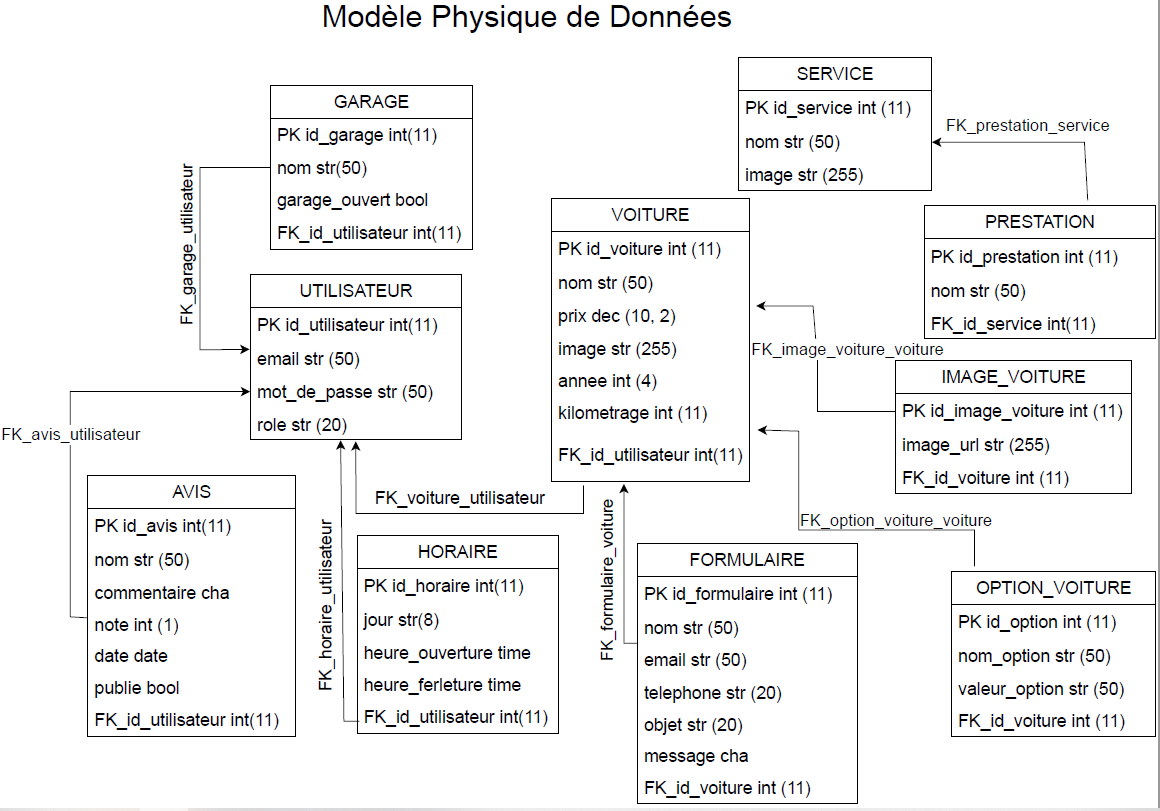 Modèle Physique de Données
GARAGE
PK id_garage int(11)
nom str(50)
garage_ouvert bool
FK_id_utilisateur int(11)
FK_garage_utilisateur
UTILISATEUR
PK id_utilisateur int(11)
email str (50)
mot_de_passe str (50)
role str (20)
FK_avis_utilisateur
AVIS
PK id_avis int(11)
nom str (50)
commentaire cha
note int (1)
date date
publie bool
FK_id_utilisateur int(11)
FK_horaire_utilisateur
FK_voiture_utilisateur
HORAIRE
PK id_horaire int(11)
jour str(8)
heure_ouverture time
heure_ferleture time
FK_id_utilisateur int(11)
VOITURE
PK id_voiture int (11)
nom str (50)
prix dec (10, 2)
image str (255)
annee int (4)
kilometrage int (11)
FK_id_utilisateur int(11)
FK_formulaire_voiture
FORMULAIRE
PK id_formulaire int (11)
nom str (50)
email str (50)
telephone str (20)
objet str (20)
message cha
FK_id_voiture int (11)
SERVICE
PK id_service int (11)
nom str (50)
image str (255)
FK_prestation_service
PRESTATION
PK id_prestation int (11)
nom str (50)
FK_id_service int(11)
FK_image_voiture_voiture
IMAGE_VOITURE
PK id_image_voiture int (11)
image_url str (255)
FK_id_voiture int (11)
FK_option_voiture_voiture
OPTION_VOITURE
PK id_option int (11)
nom_option str (50)
valeur_option str (50)
FK_id_voiture int (11)